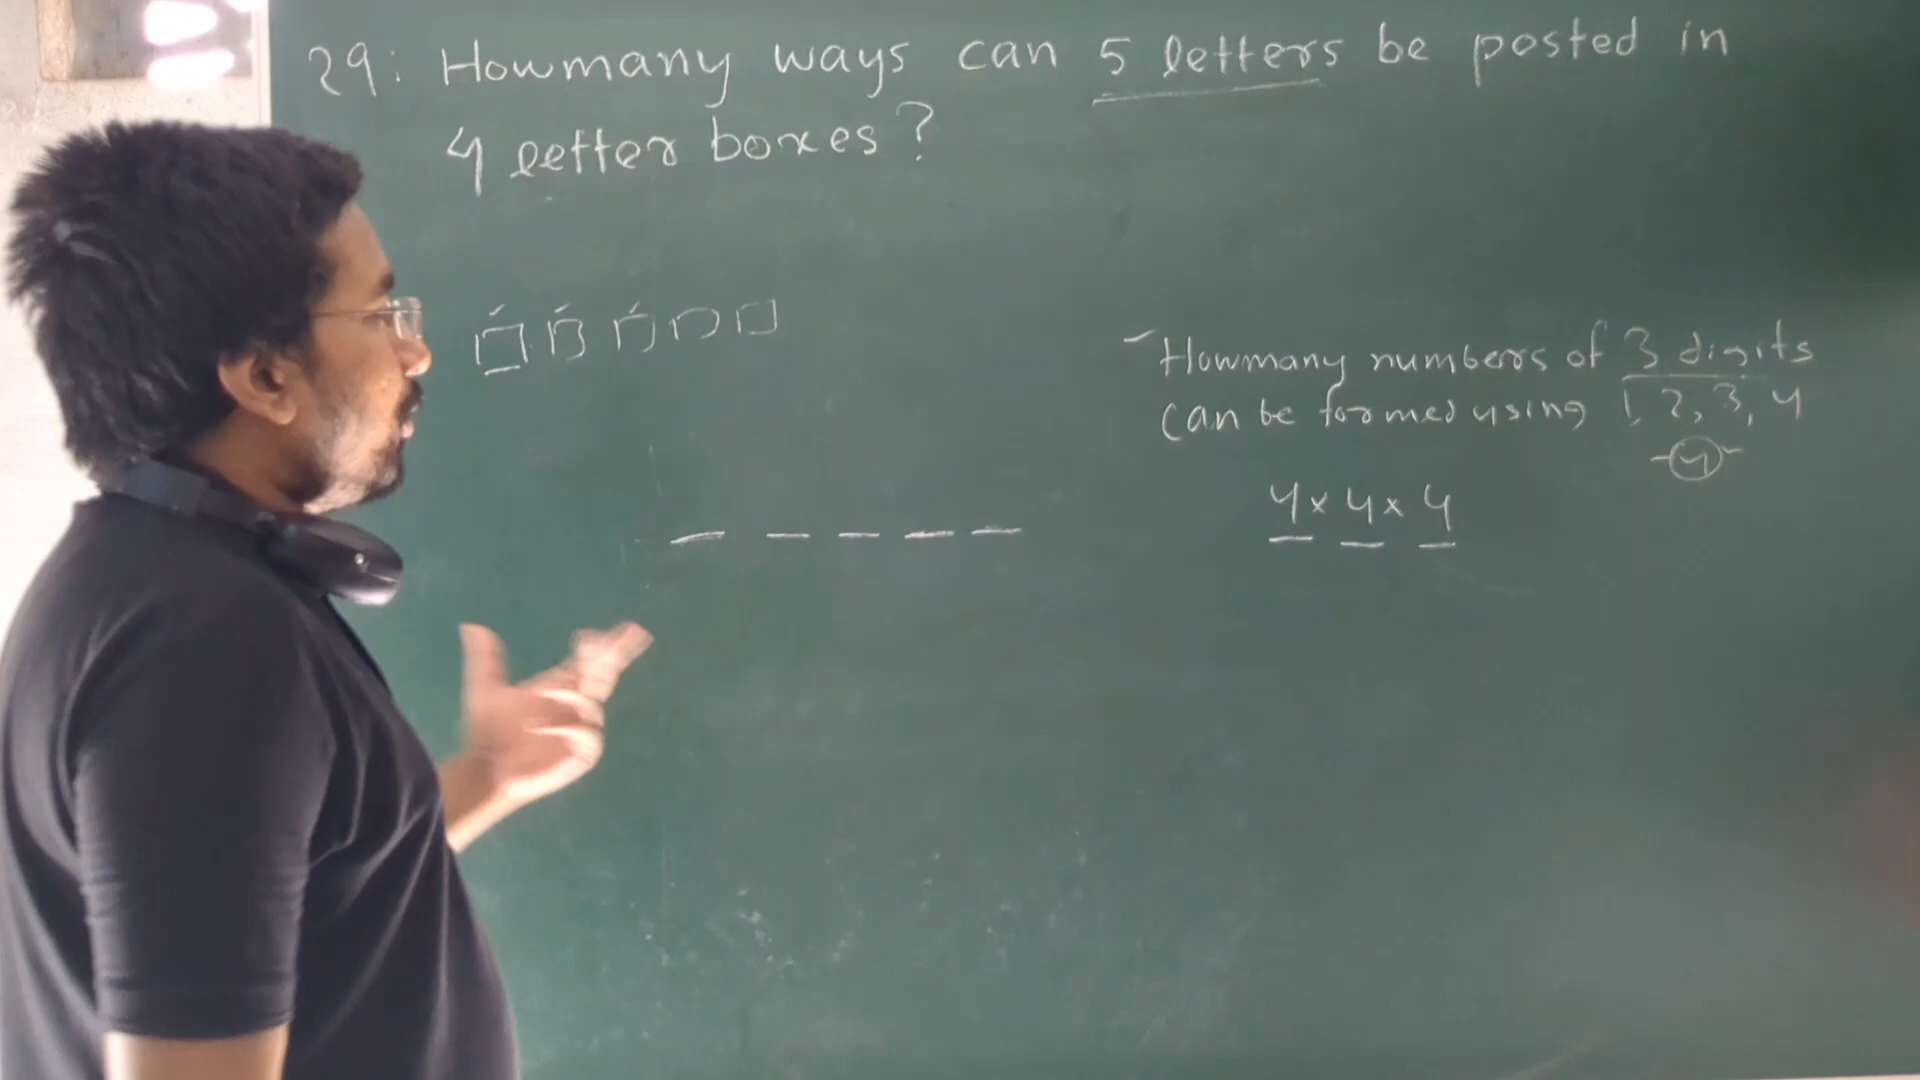 29: Howmany ways can 5 letters be posted in
4 letter boxes?
Howmany numbers of 3 digits
can be formed using 1, 2, 3, 4
4
4 x 4 x 4